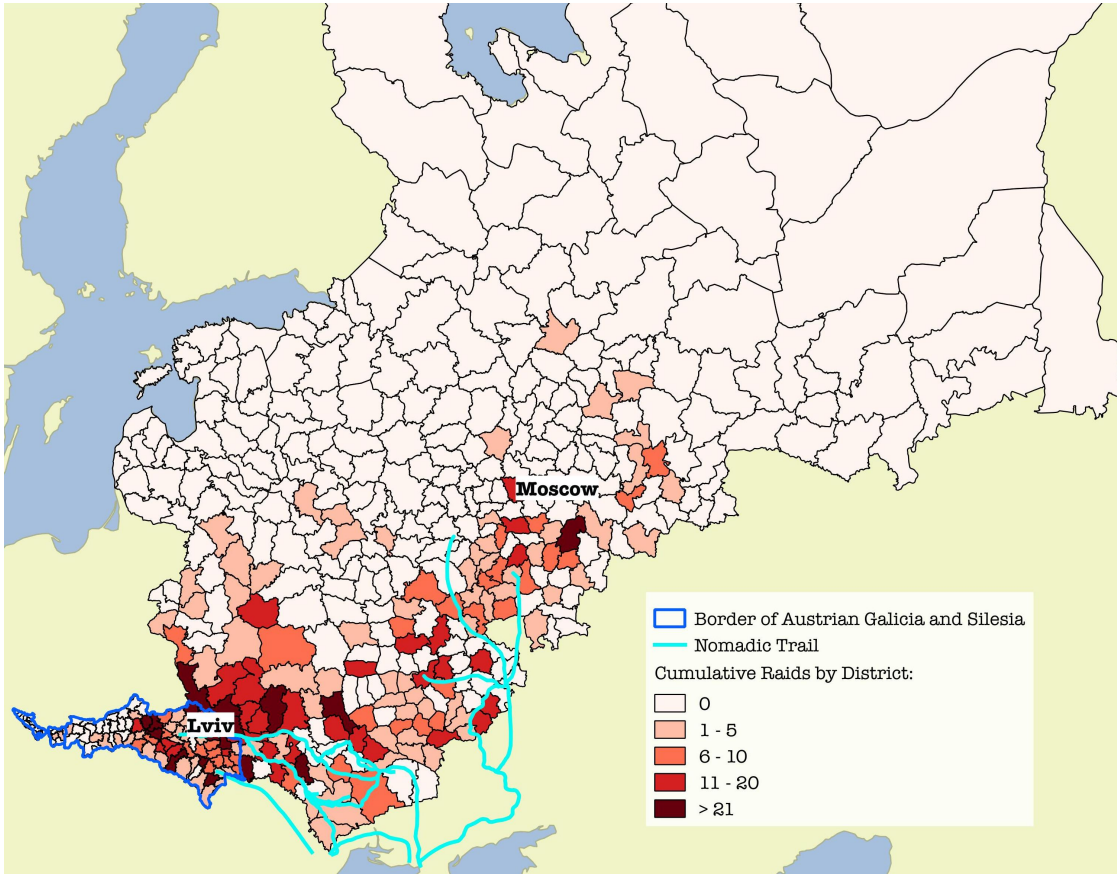 Moscow
Lviv
Border of Austrian Galicia and Silesia
Nomadic Trail
Cumulative Raids by District:
0
1 - 5
6 - 10
11 - 20
> 21